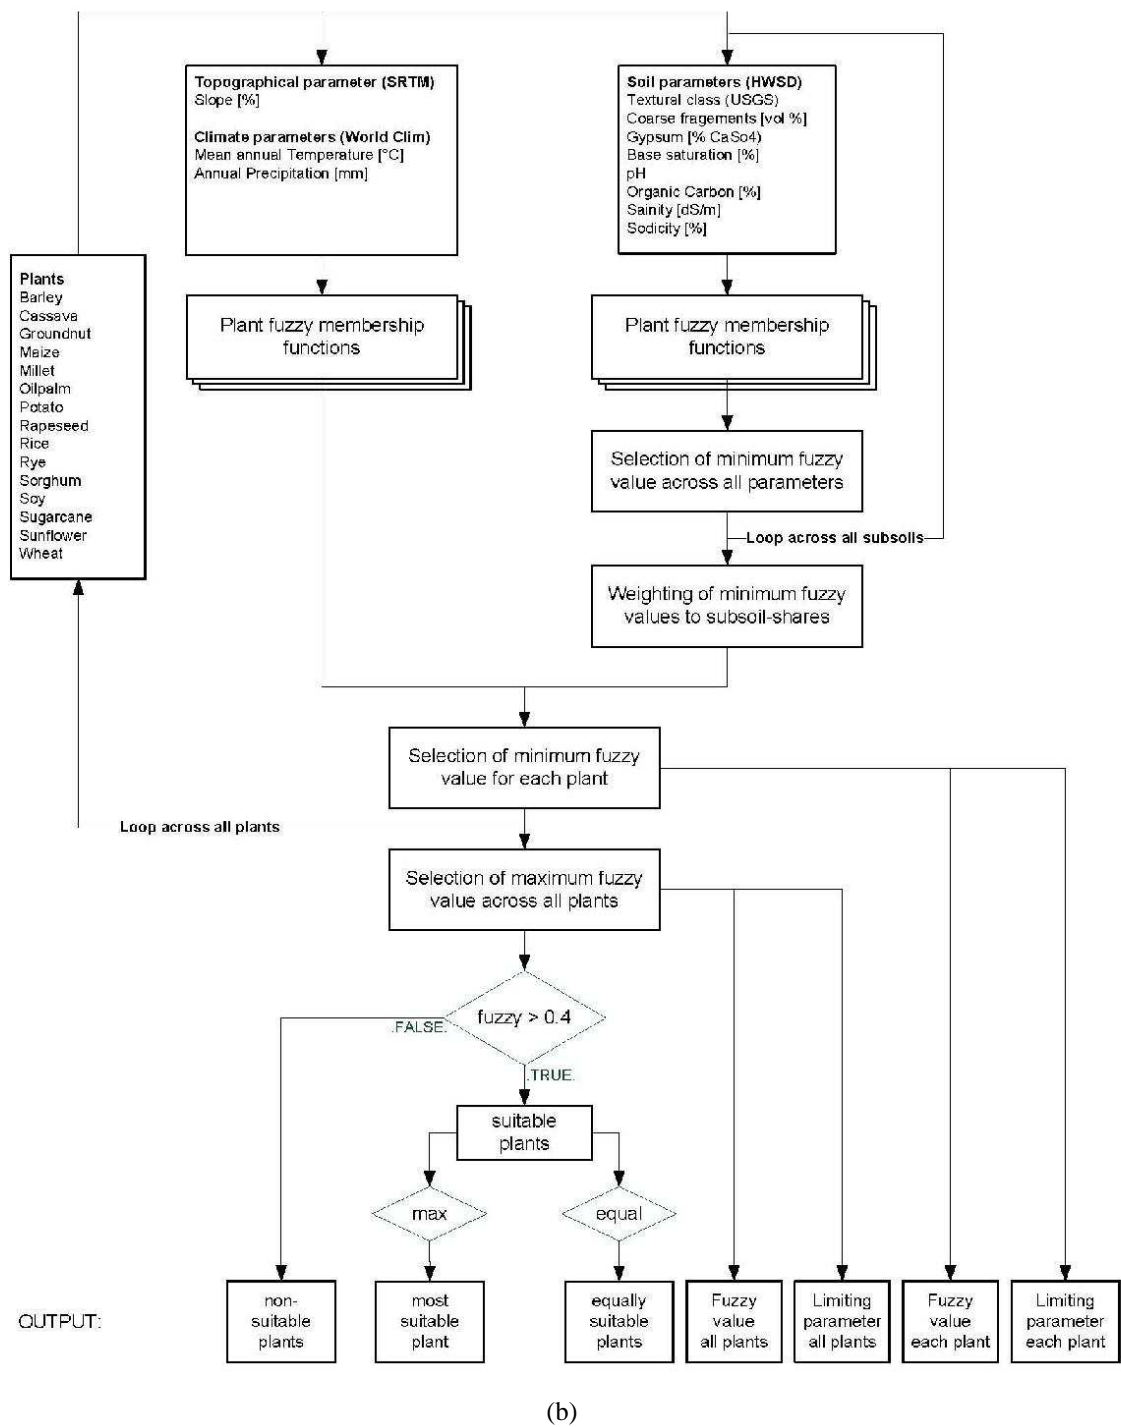 Topographical parameter (SRTM)
Slope [%]
Climate parameters (World Clim)
Mean annual Temperature [°C]
Annual Precipitation [mm]
Soil parameters (HWSD)
Textural class (USGS)
Coarse fragements [vol %]
Gypsum [% CaSo4)
Base saturation [%]
pH
Organic Carbon [%]
Sainity [dS/m]
Sodicity [%]
Plants
Barley
Cassava
Groundnut
Maize
Millet
Oilpalm
Potato
Rapeseed
Rice
Rye
Sorghum
Soy
Sugarcane
Sunflower
Wheat
Plant fuzzy membership
functions
Plant fuzzy membership
functions
Selection of minimum fuzzy
value across all parameters
Loop across all subsoils
Weighting of minimum fuzzy
values to subsoil-shares
Selection of minimum fuzzy
value for each plant
Loop across all plants
Selection of maximum fuzzy
value across all plants
fuzzy > 0.4
.FALSE.
.TRUE.
suitable
plants
max
equal
OUTPUT:
non-
suitable
plants
most
suitable
plant
equally
suitable
plants
Fuzzy
value
all plants
Limiting
parameter
all plants
Fuzzy
value
each plant
Limiting
parameter
each plant
(b)